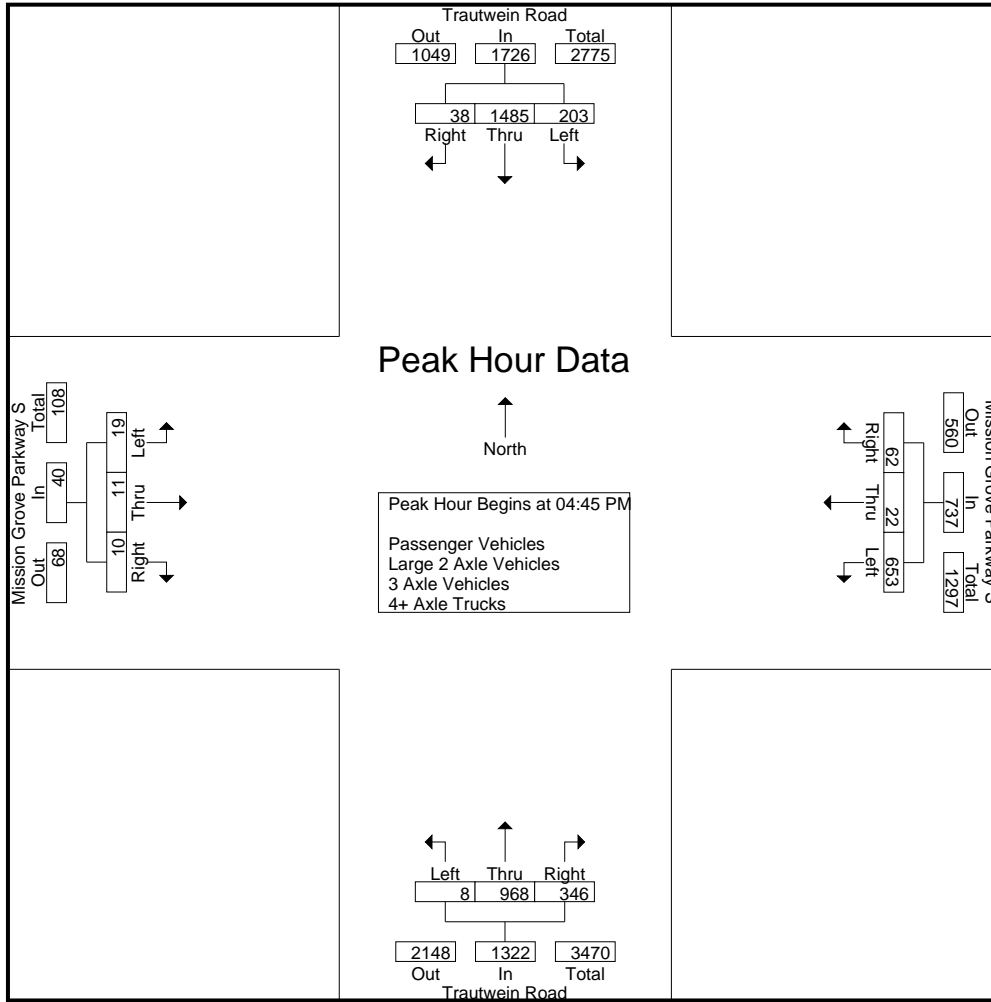 Trautwein Road
Out In Total
1049 1726 2775
38 1485 203
Right Thru Left
Peak Hour Data
North
Peak Hour Begins at 04:45 PM
Passenger Vehicles
Large 2 Axle Vehicles
3 Axle Vehicles
4+ Axle Trucks
Mission Grove Parkway S
Out In Total
68 40 108
19 11 10
Left Thru Right
Mission Grove Parkway S
Out In Total
560 737 1297
62 22 653
Right Thru Left
Left Thru Right
8 968 346
2148 1322 3470
Out In Total
Trautwein Road